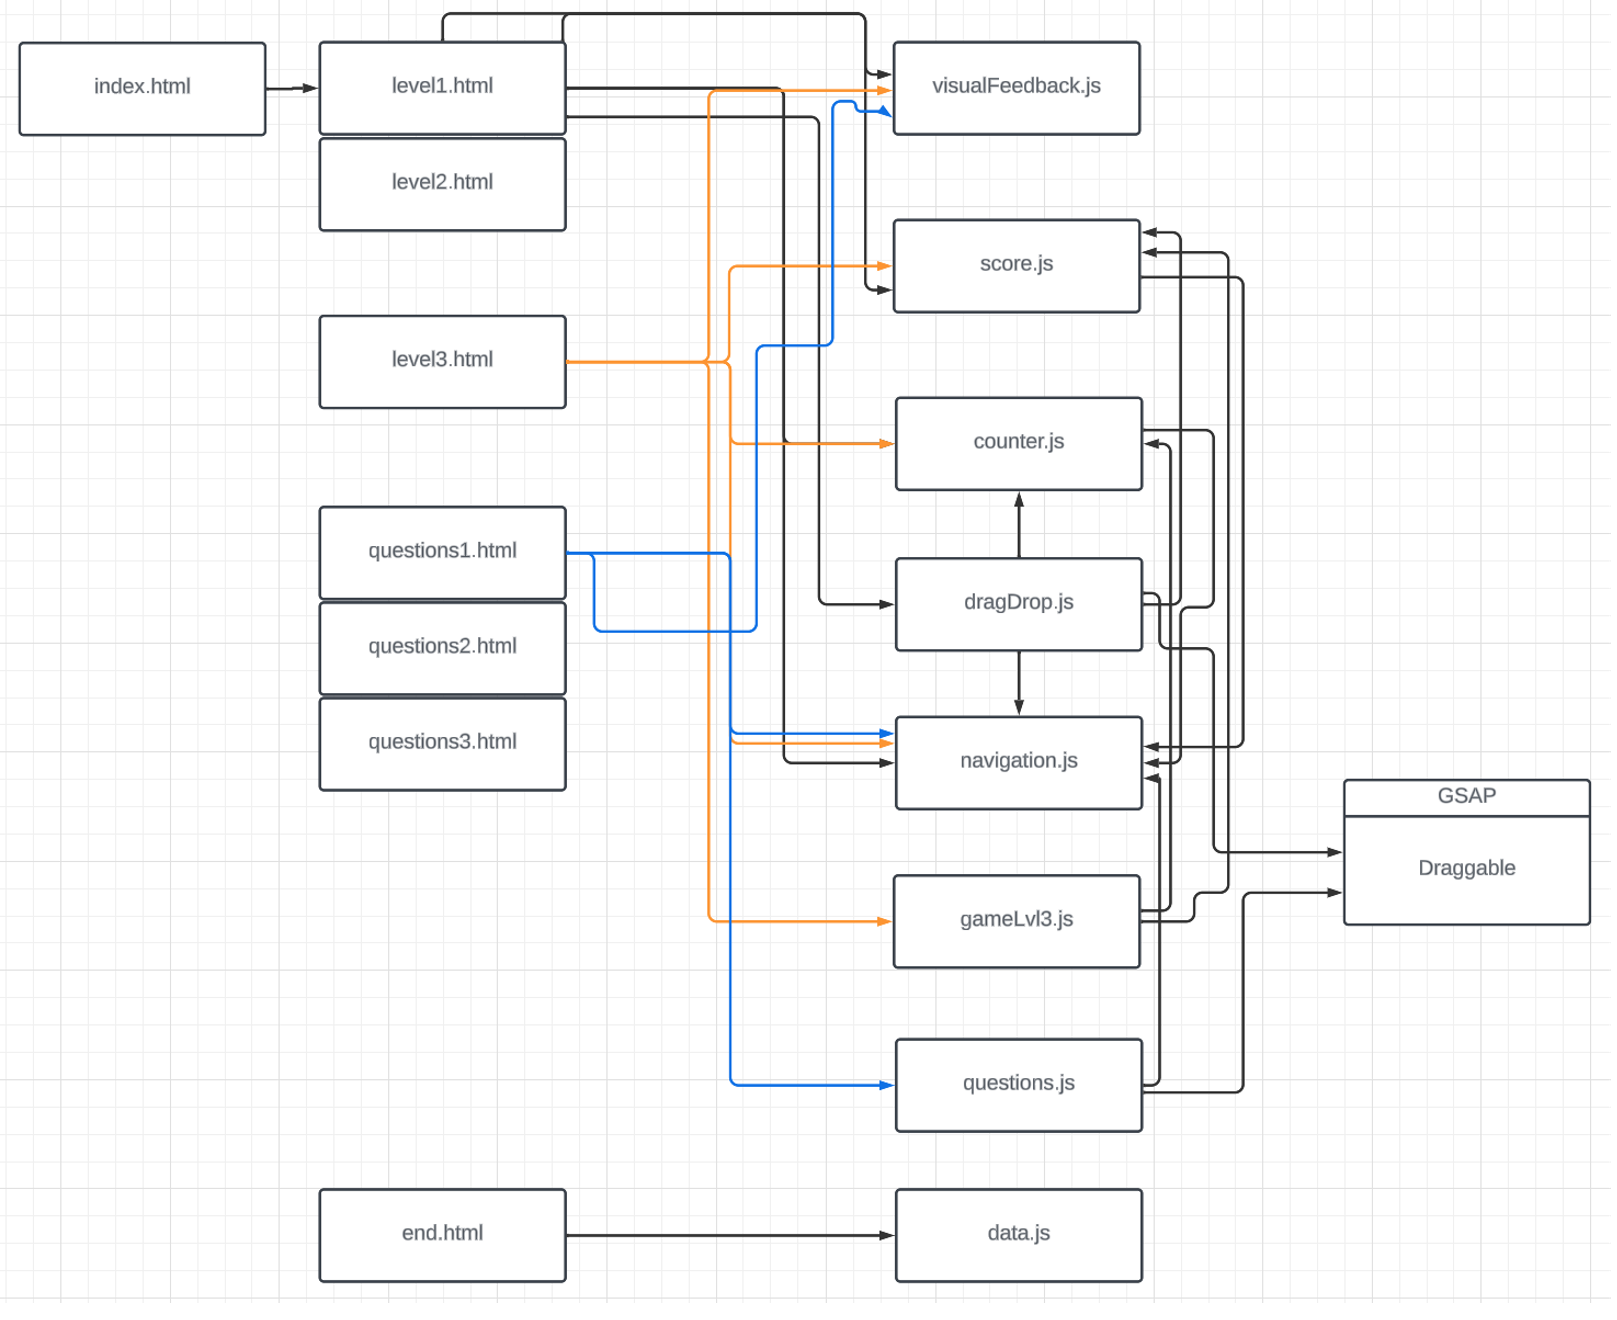 index.html
level1.html
level2.html
level3.html
questions1.html
questions2.html
questions3.html
end.html
visualFeedback.js
score.js
counter.js
dragDrop.js
navigation.js
gameLvl3.js
questions.js
data.js
GSAP
Draggable